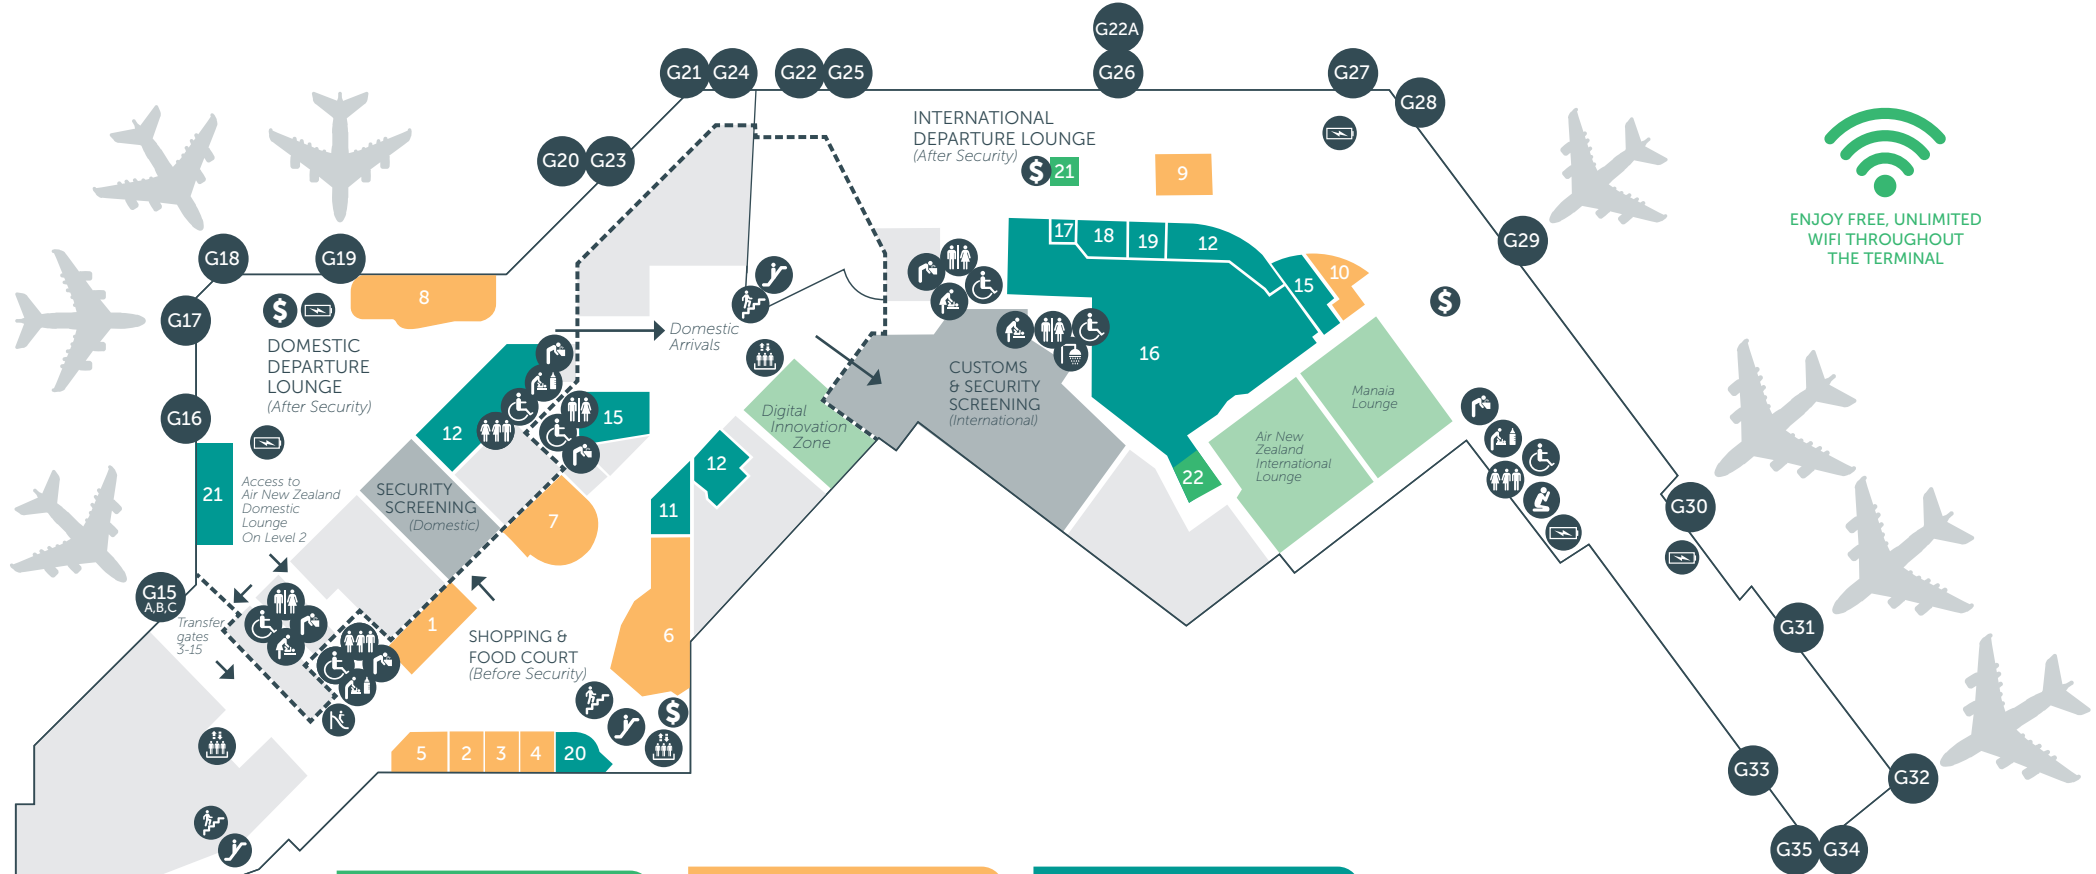 G22A
G21
G24
G22
G25
G26
G27
G28
INTERNATIONAL
DEPARTURE LOUNGE
(After Security)
$
21
9
G20
G23
ENJOY FREE, UNLIMITED
WIFI THROUGHOUT
THE TERMINAL
G18
G19
17
18
19
12
G29
8
15
10
$
$
G17
Domestic
Arrivals
DOMESTIC
DEPARTURE
LOUNGE
(After Security)
16
CUSTOMS
& SECURITY
SCREENING
(International)
Manaia
Lounge
G16
12
15
Digital
Innovation
Zone
Air New
Zealand
International
Lounge
12
22
21
Access to
Air New Zealand
Domestic
Lounge
On Level 2
SECURITY
SCREENING
(Domestic)
7
11
G30
G15
A,B,C
Transfer
gates
3-15
1
SHOPPING &
FOOD COURT
(Before Security)
6
G31
$
5
2
3
4
20
G33
G32
G35
G34